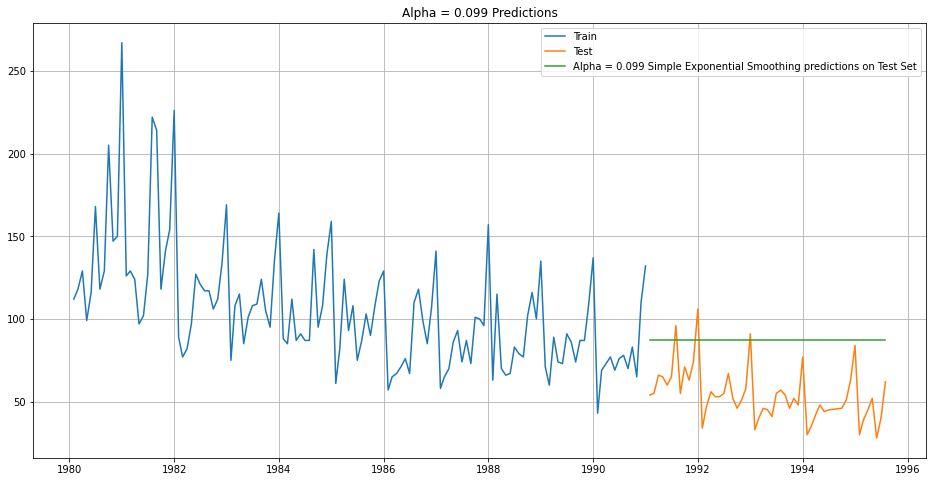 Alpha = 0.099 Predictions
Train
Test
Alpha = 0.099 Simple Exponential Smoothing predictions on Test Set
250
200
150
100
50
1980 1982 1984 1986 1988 1990 1992 1994 1996